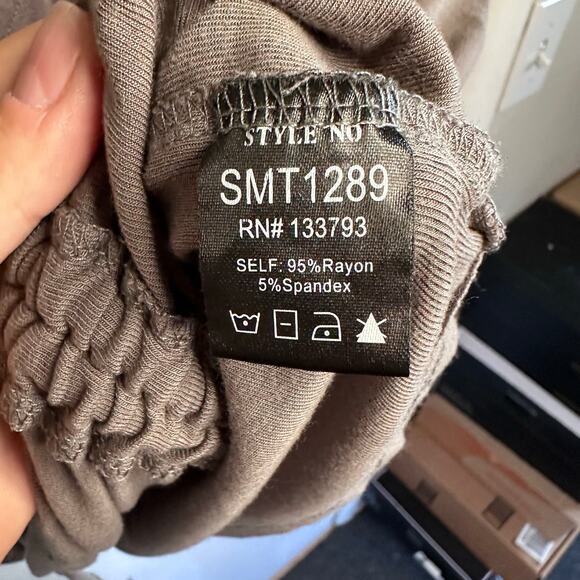 STYLE NO
SMT1289
RN# 133793
SELF: 95%Rayon
5%Spandex